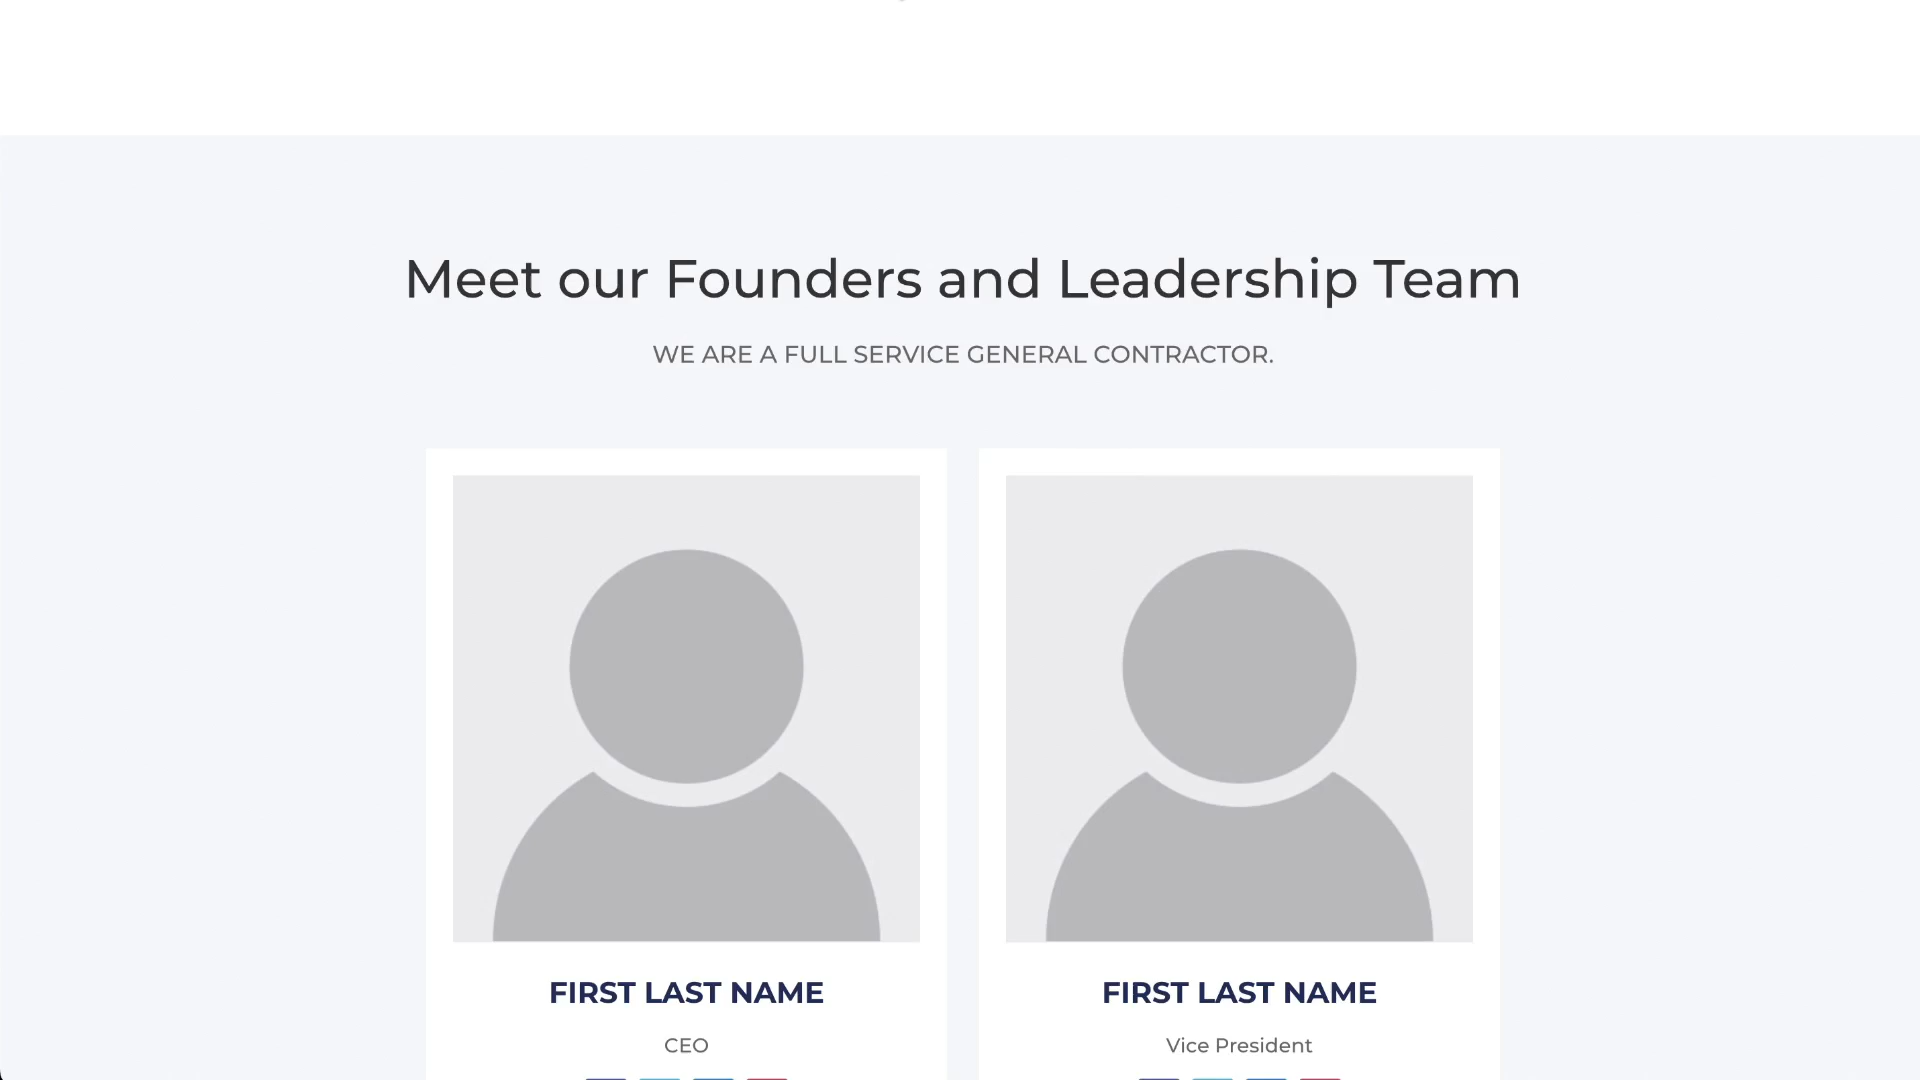 Meet our Founders and Leadership Team
WE ARE A FULL SERVICE GENERAL CONTRACTOR.
FIRST LAST NAME
CEO
FIRST LAST NAME
Vice President